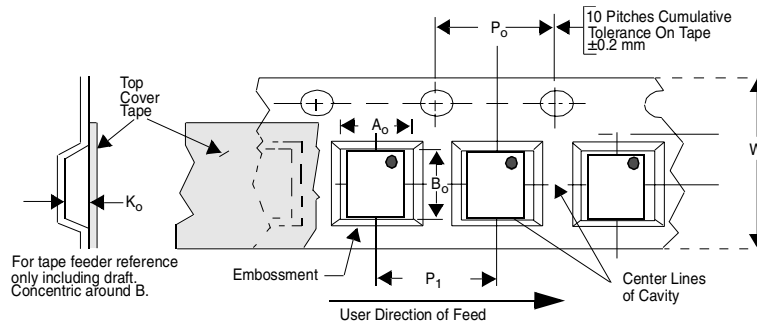 10 Pitches Cumulative
Tolerance On Tape
±0.2 mm
Po
Top
Cover
Tape
Ao
W
Bo
Ko
For tape feeder reference
only including draft.
Concentric around B.
Embossment
P1
Center Lines
of Cavity
User Direction of Feed